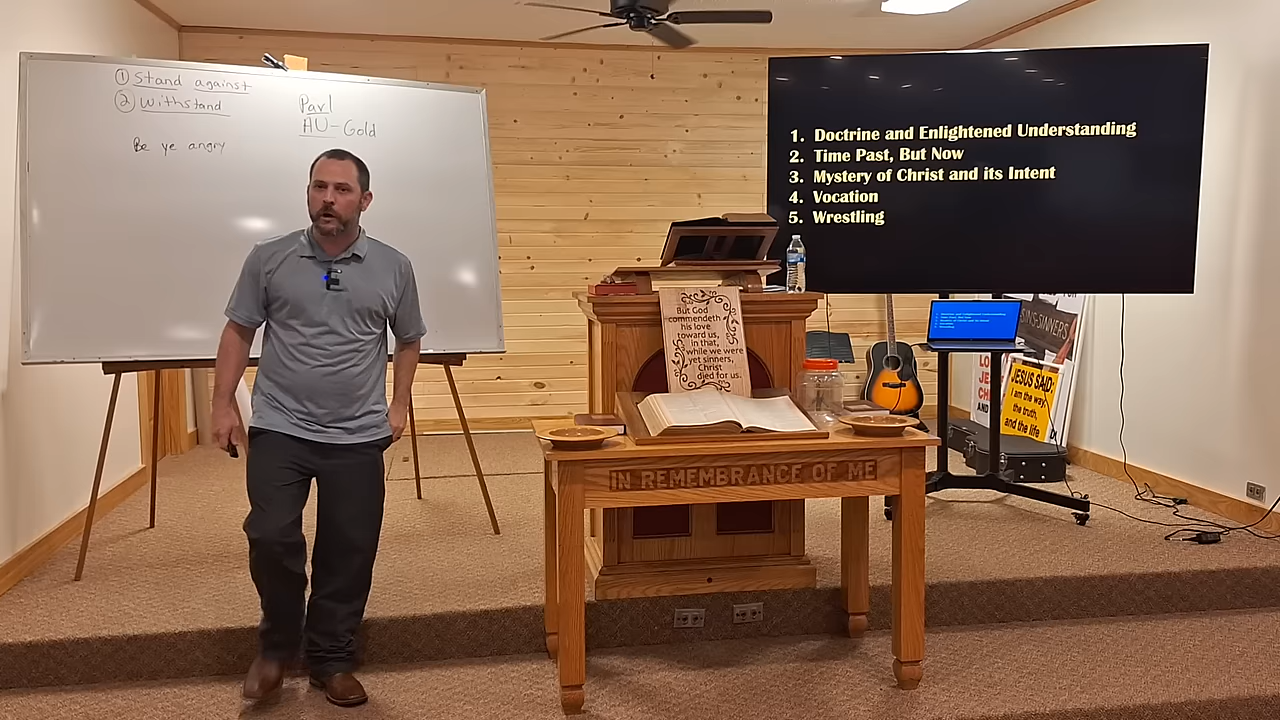 ① Stand against
② Withstand
Be ye angry
Pav1
AU-Gold
1. Doctrine and Enlightened Understanding
2. Time Past, But Now
3. Mystery of Christ and its Intent
4. Vocation
5. Wrestling
But God
commendeth
his love
toward us,
in that,
while we were
yet sinners,
Christ
died for us.
IN REMEMBRANCE OF ME
SINS-SINNERS
JESUS SAID:
I am the way,
the truth,
and the life